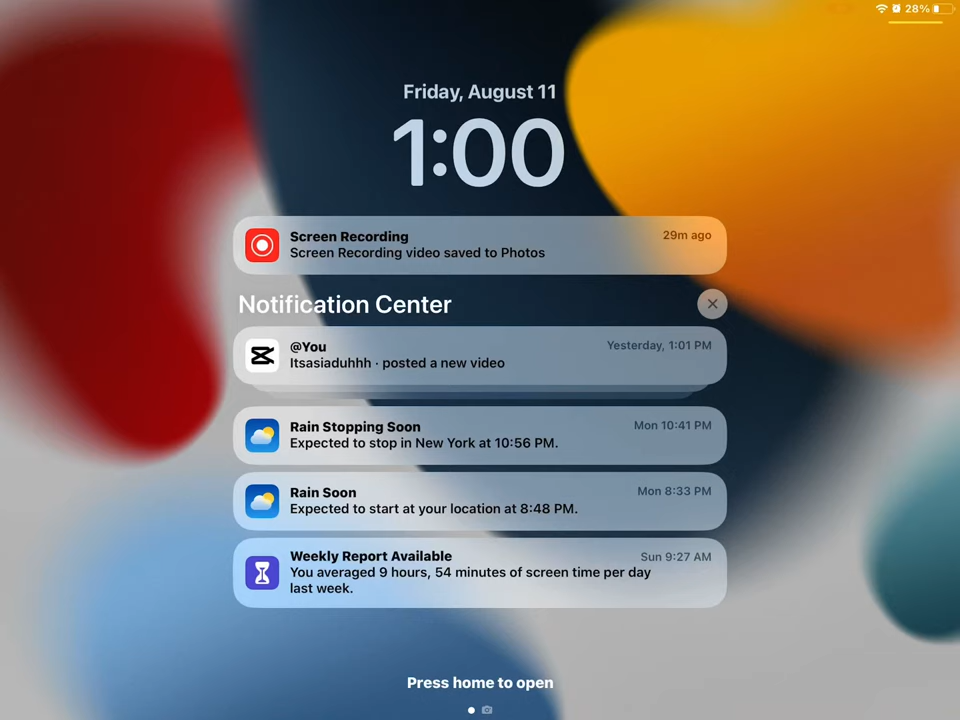 28%
Friday, August 11
1:00
Screen Recording 29m ago
Screen Recording video saved to Photos
Notification Center
@You Yesterday, 1:01 PM
Itsasiaduhhh · posted a new video
Rain Stopping Soon Mon 10:41 PM
Expected to stop in New York at 10:56 PM.
Rain Soon Mon 8:33 PM
Expected to start at your location at 8:48 PM.
Weekly Report Available Sun 9:27 AM
You averaged 9 hours, 54 minutes of screen time per day
last week.
Press home to open